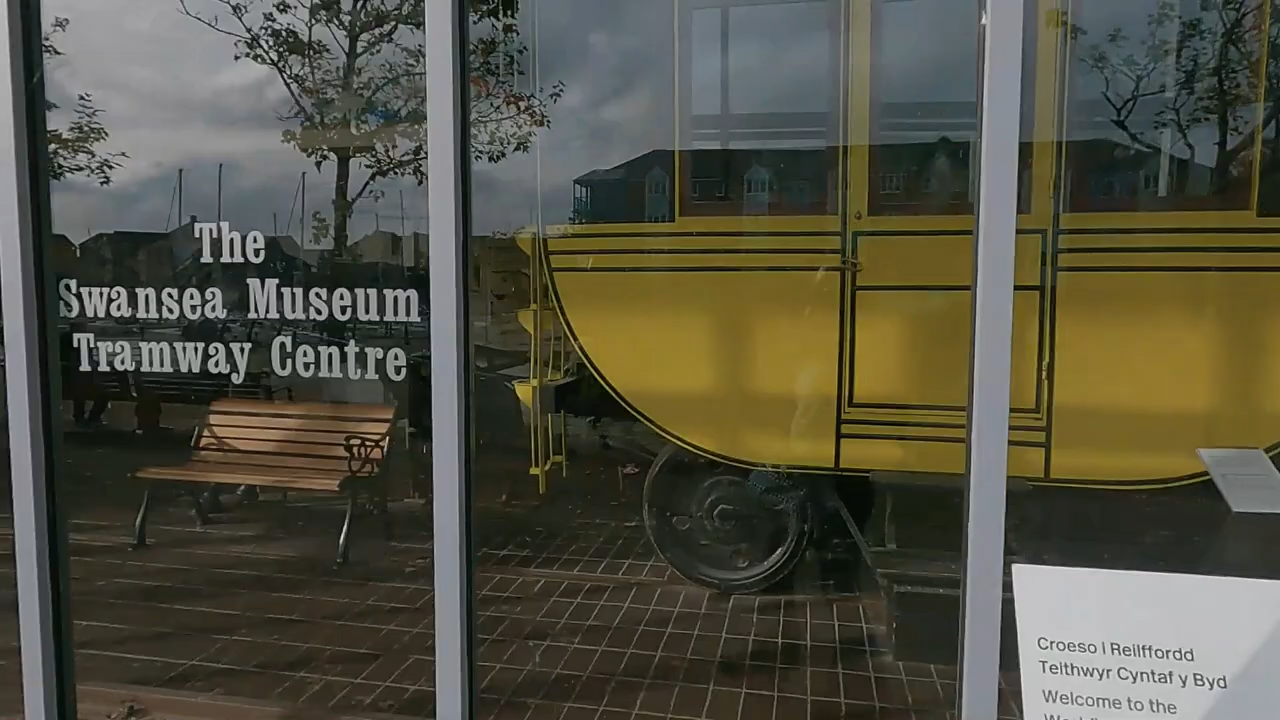 The
Swansea Museum
Tramway Centre
Croeso I Reilffordd
Teithwyr Cyntaf y Byd
Welcome to the